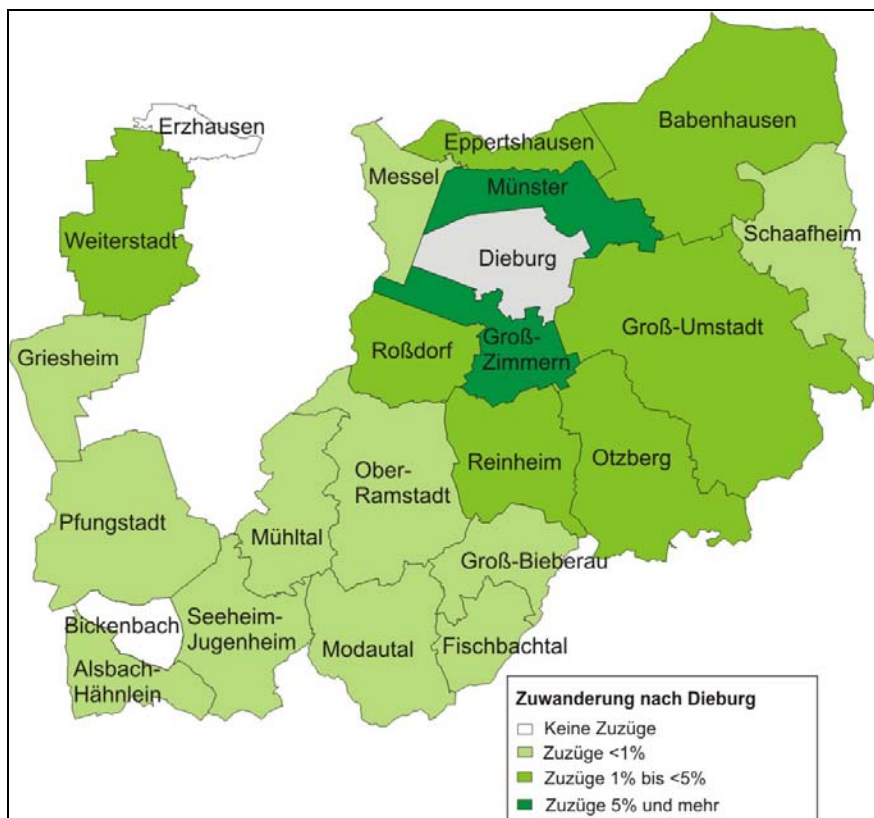 Erzhausen
Babenhausen
Eppertshausen
Messel
Münster
Weiterstadt
Schaafheim
Dieburg
Groß-Umstadt
Griesheim
Roßdorf
Groß-
Zimmern
Reinheim
Otzberg
Ober-
Ramstadt
Pfungstadt
Mühltal
Groß-Bieberau
Bickenbach
Seeheim-
Jugenheim
Modautal
Fischbachtal
Alsbach-
Hähnlein
Zuwanderung nach Dieburg
Keine Zuzüge
Zuzüge <1%
Zuzüge 1% bis <5%
Zuzüge 5% und mehr